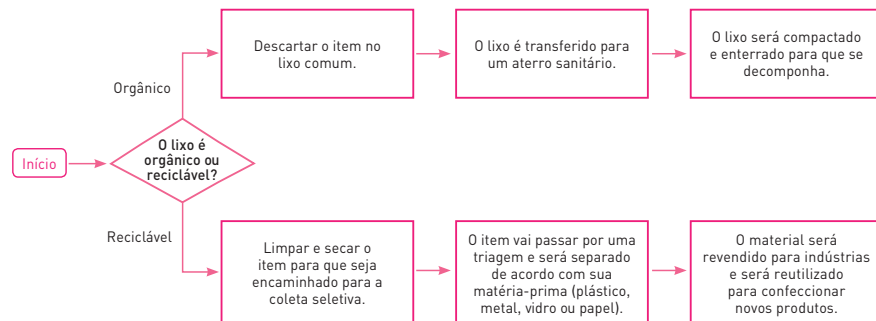 Início
O lixo é
orgânico ou
reciclável?
Orgânico
Descartar o item no
lixo comum.
O lixo é transferido para
um aterro sanitário.
O lixo será compactado
e enterrado para que se
decomponha.
Reciclável
Limpar e secar o
item para que seja
encaminhado para a
coleta seletiva.
O item vai passar por uma
triagem e será separado
de acordo com sua
matéria-prima (plástico,
metal, vidro ou papel).
O material será
revendido para indústrias
e será reutilizado
para confeccionar
novos produtos.